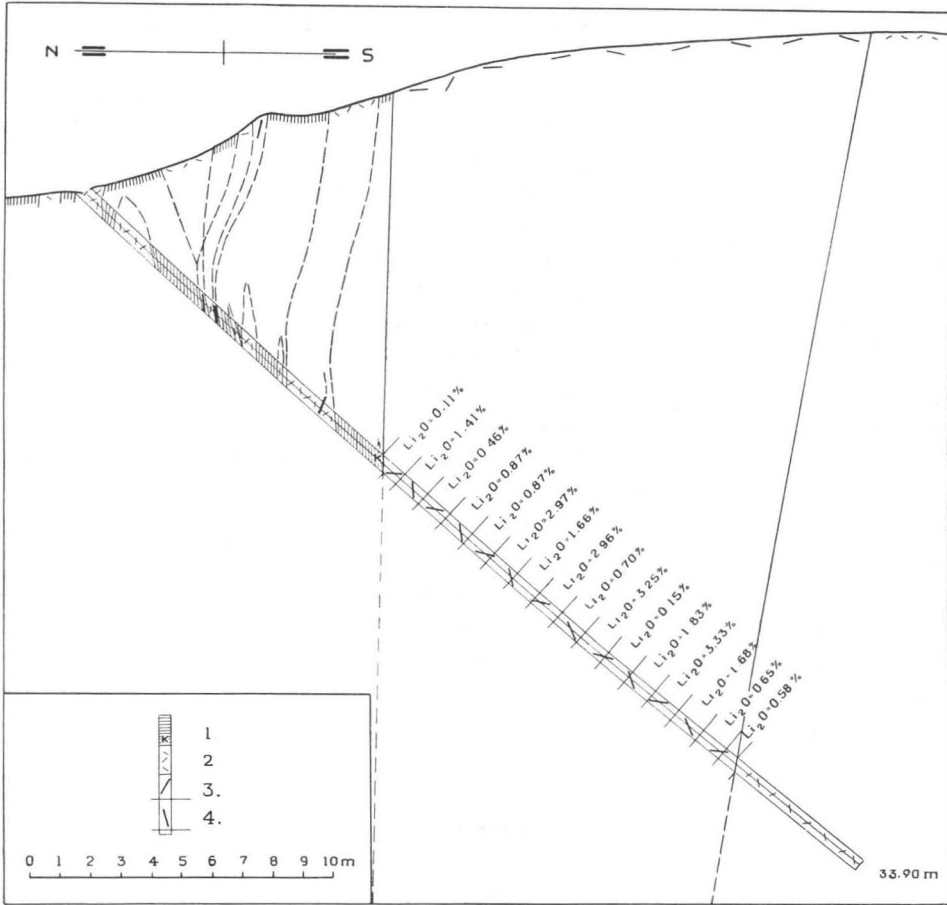 N S
Li₂O=0.11%
Li₂O=1.41%
Li₂O=0.46%
Li₂O=0.87%
Li₂O=0.87%
Li₂O=2.97%
Li₂O=1.66%
Li₂O=2.96%
Li₂O=0.70%
Li₂O=3.25%
Li₂O=0.15%
Li₂O=1.83%
Li₂O=3.33%
Li₂O=1.68%
Li₂O=0.65%
Li₂O=0.58%
K
K 1
2
3.
4.
0 1 2 3 4 5 6 7 8 9 10 m
33.90 m